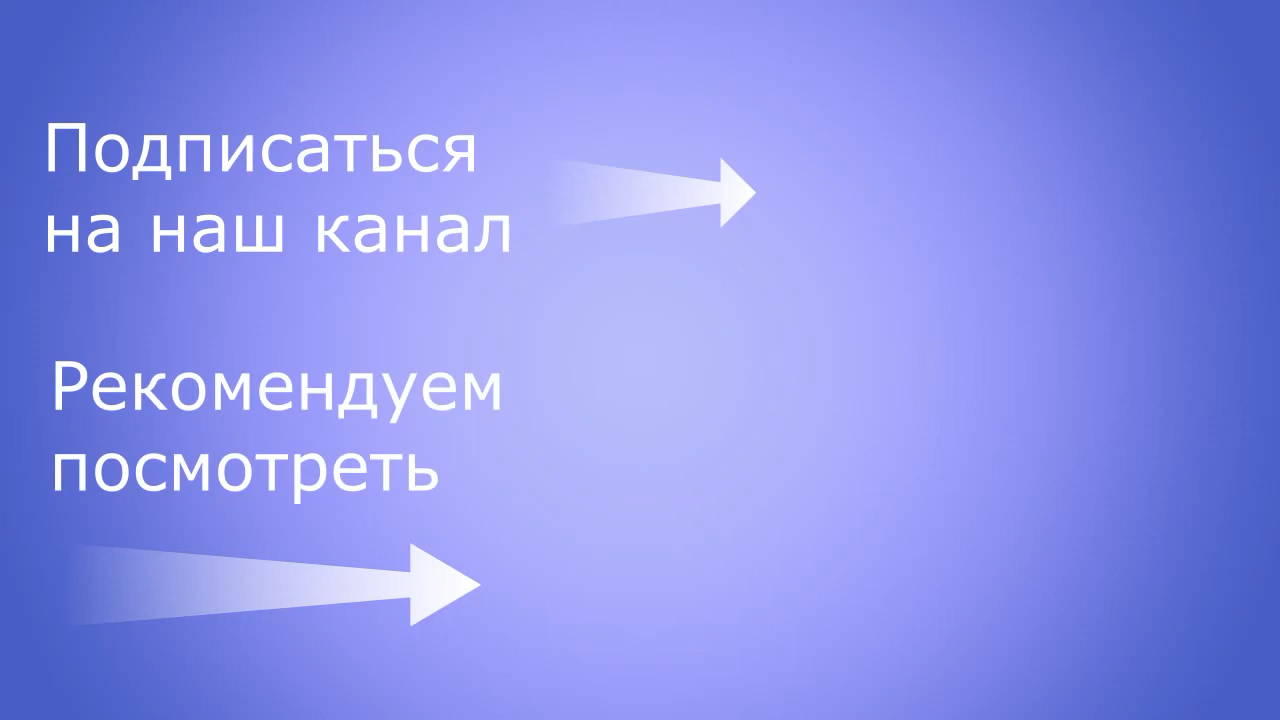 Подписаться
на наш канал
Рекомендуем
посмотреть